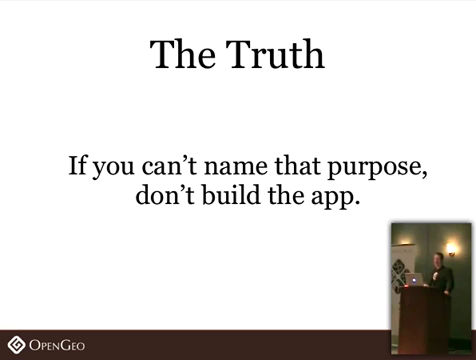 The Truth
If you can't name that purpose,
don't build the app.
OpenGeo